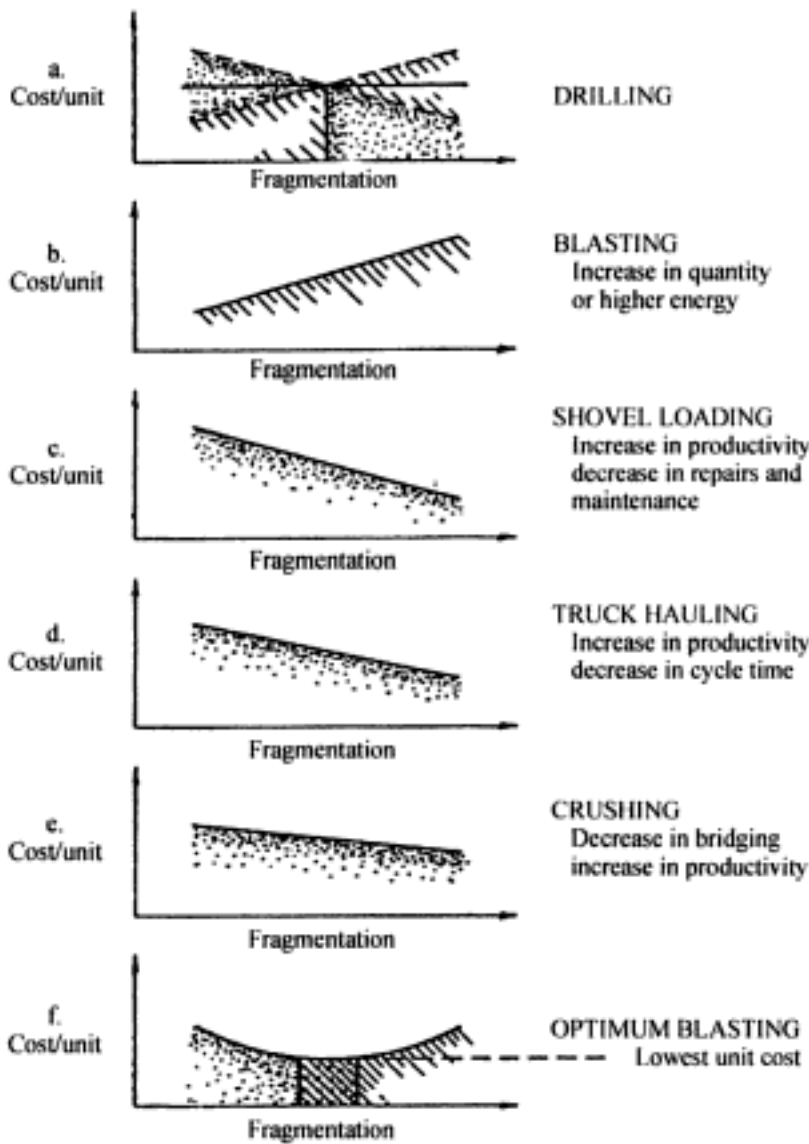 a.
Cost/unit
DRILLING
Fragmentation
b.
Cost/unit
BLASTING
Increase in quantity
or higher energy
Fragmentation
c.
Cost/unit
SHOVEL LOADING
Increase in productivity
decrease in repairs and
maintenance
Fragmentation
d.
Cost/unit
TRUCK HAULING
Increase in productivity
decrease in cycle time
Fragmentation
e.
Cost/unit
CRUSHING
Decrease in bridging
increase in productivity
Fragmentation
f.
Cost/unit
OPTIMUM BLASTING
Lowest unit cost
Fragmentation